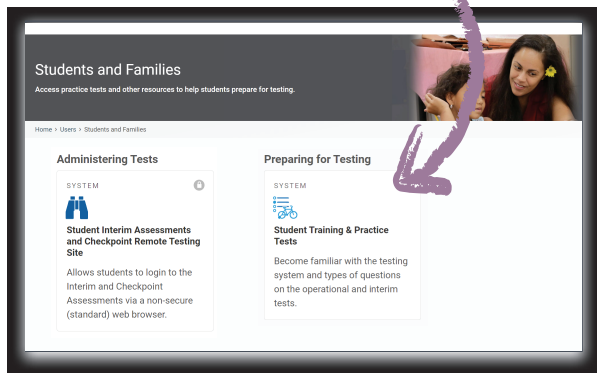 Students and Families
Access practice tests and other resources to help students prepare for testing.
Home > Users > Students and Families
Administering Tests
SYSTEM
Student Interim Assessments
and Checkpoint Remote Testing
Site
Allows students to login to the
Interim and Checkpoint
Assessments via a non-secure
(standard) web browser.
Preparing for Testing
SYSTEM
Student Training & Practice
Tests
Become familiar with the testing
system and types of questions
on the operational and interim
tests.